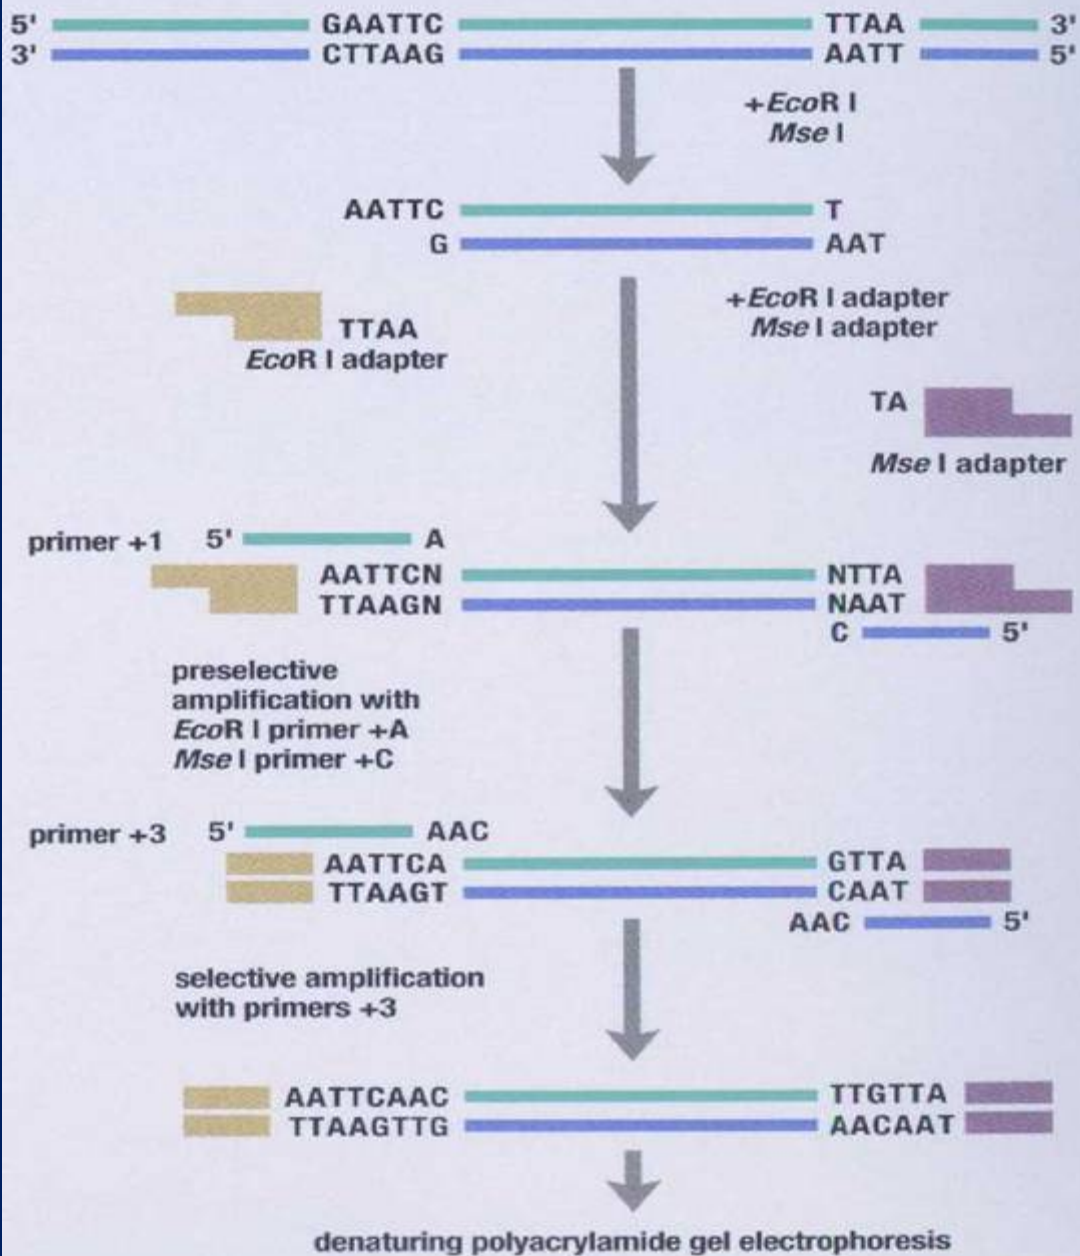 5' GAATTC TTAA 3'
3' CTTAAG AATT 5'
+EcoR I
Mse I
AATTC T
G AAT
+EcoR I adapter
Mse I adapter
TTAA
EcoR I adapter
TA
Mse I adapter
primer +1 5' A
AATTCN NTTA
TTAAGN NAAT
C 5'
preselective
amplification with
EcoR I primer +A
Mse I primer +C
primer +3 5' AAC
AATTCA GTTA
TTAAGT CAAT
AAC 5'
selective amplification
with primers +3
AATTCAAC TTGTTA
TTAAGTTG AACAAT
denaturing polyacrylamide gel electrophoresis